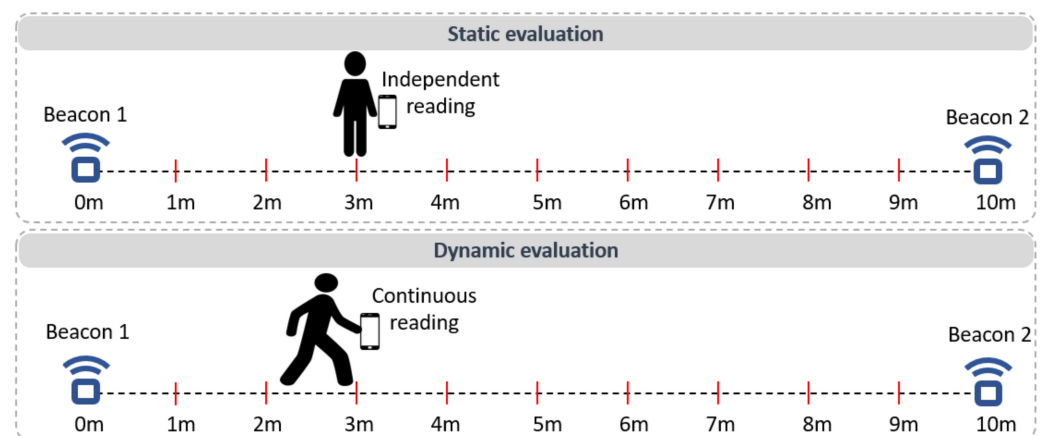 Static evaluation
Independent
reading
Beacon 1
Beacon 2
0m 1m 2m 3m 4m 5m 6m 7m 8m 9m 10m
Dynamic evaluation
Continuous
reading
Beacon 1
Beacon 2
0m 1m 2m 3m 4m 5m 6m 7m 8m 9m 10m